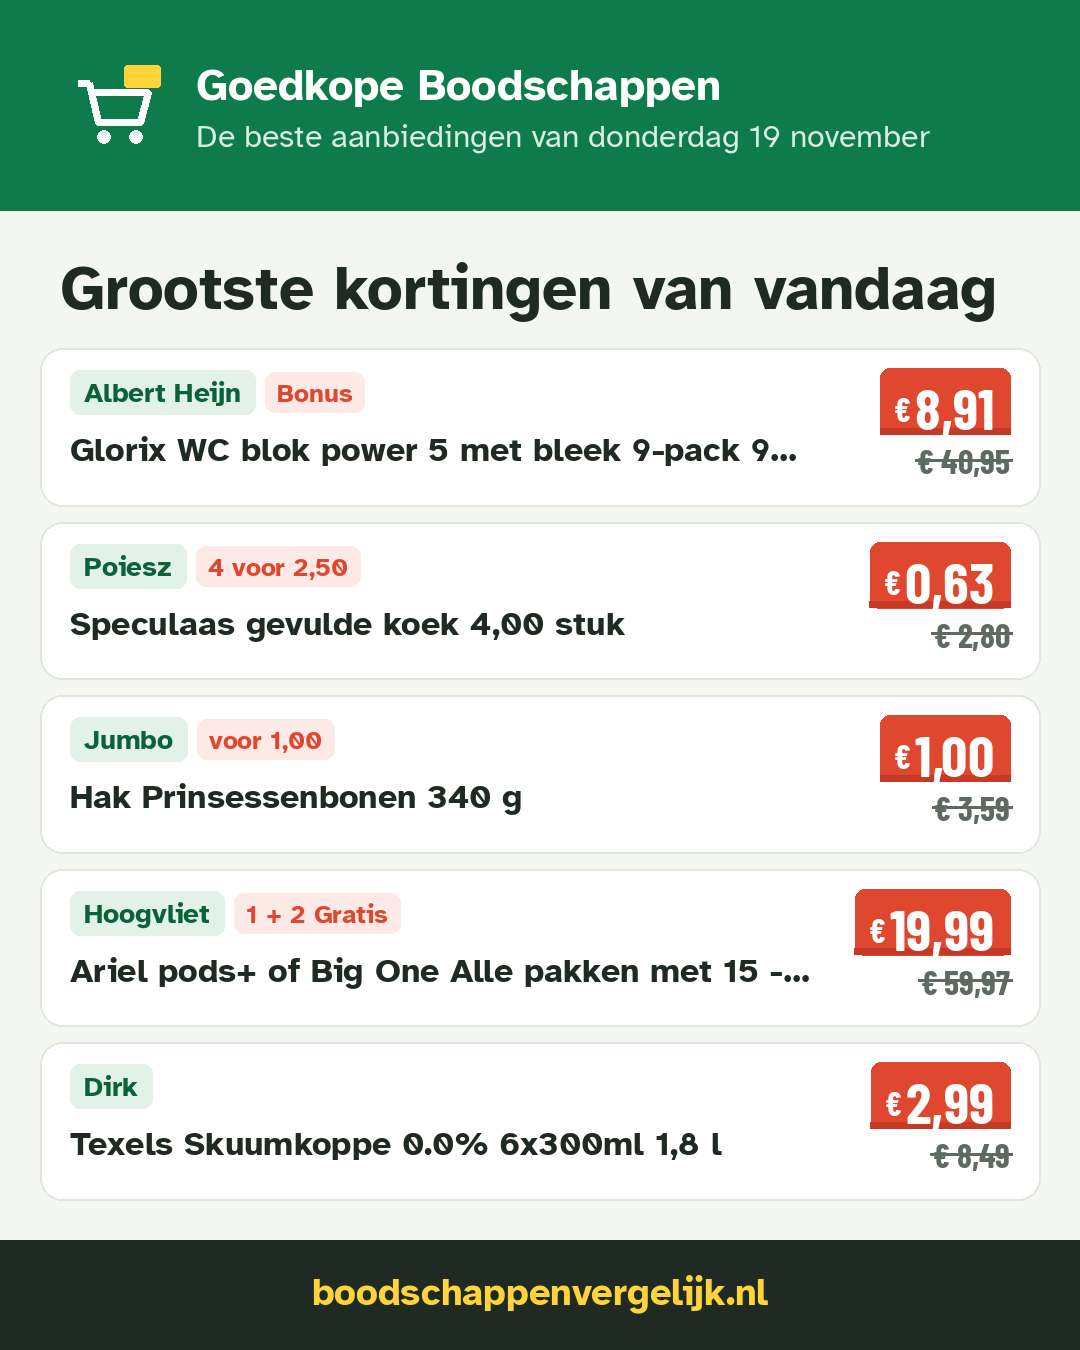 Goedkope Boodschappen
De beste aanbiedingen van donderdag 19 november
Grootste kortingen van vandaag
Albert Heijn Bonus
€ 8,91
Glorix WC blok power 5 met bleek 9-pack 9...
€ 40,95
Poiesz 4 voor 2,50
€ 0,63
Speculaas gevulde koek 4,00 stuk
€ 2,80
Jumbo voor 1,00
€ 1,00
Hak Prinsessenbonen 340 g
€ 3,59
Hoogvliet 1 + 2 Gratis
€ 19,99
Ariel pods+ of Big One Alle pakken met 15 -...
€ 59,97
Dirk
€ 2,99
Texels Skuumkoppe 0.0% 6x300ml 1,8 l
€ 8,49
boodschappenvergelijk.nl